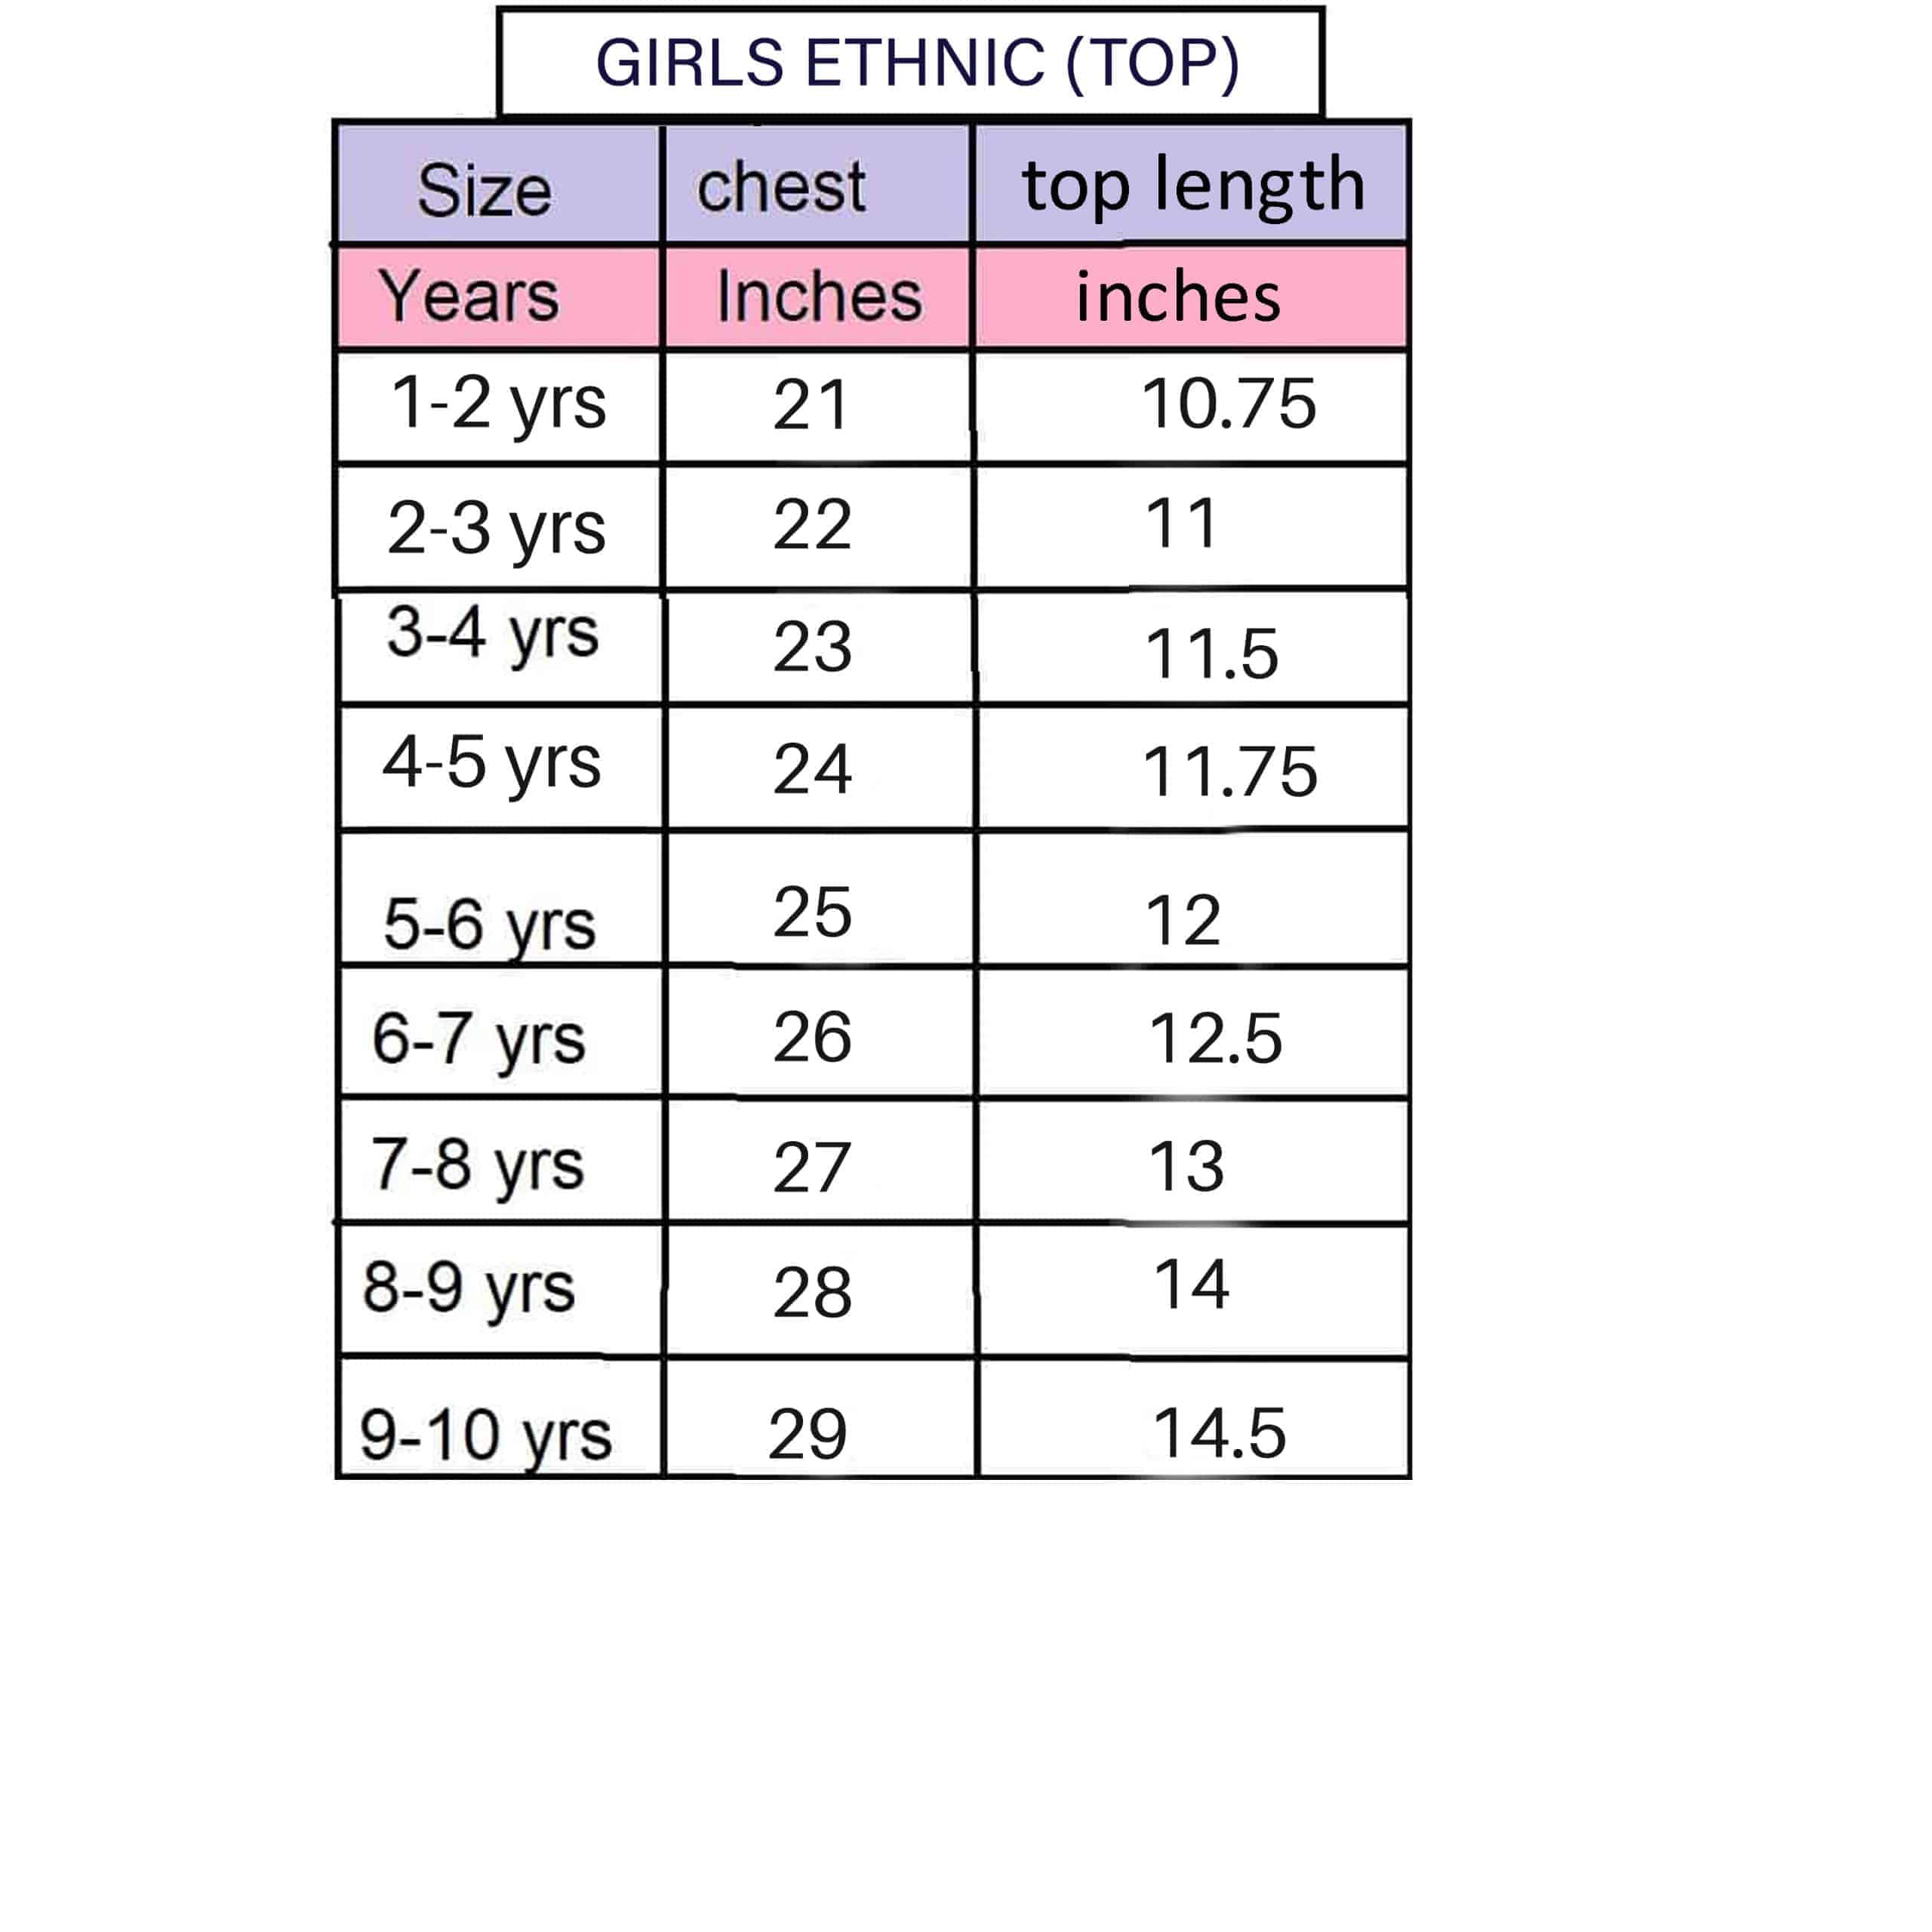 GIRLS ETHNIC (TOP)
Size chest top length
Years Inches inches
1-2 yrs 21 10.75
2-3 yrs 22 11
3-4 yrs 23 11.5
4-5 yrs 24 11.75
5-6 yrs 25 12
6-7 yrs 26 12.5
7-8 yrs 27 13
8-9 yrs 28 14
9-10 yrs 29 14.5